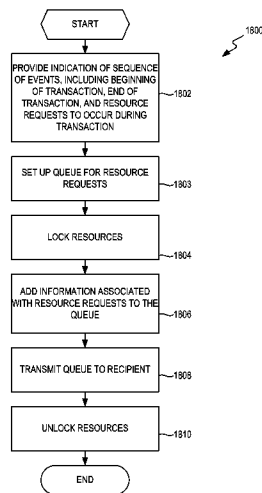 START
1800
PROVIDE INDICATION OF SEQUENCE
OF EVENTS, INCLUDING BEGINNING
OF TRANSACTION, END OF
TRANSACTION, AND RESOURCE
REQUESTS TO OCCUR DURING
TRANSACTION
1802
SET UP QUEUE FOR RESOURCE
REQUESTS
1803
LOCK RESOURCES
1804
ADD INFORMATION ASSOCIATED
WITH RESOURCE REQUESTS TO THE
QUEUE
1806
TRANSMIT QUEUE TO RECIPIENT
1808
UNLOCK RESOURCES
1810
END